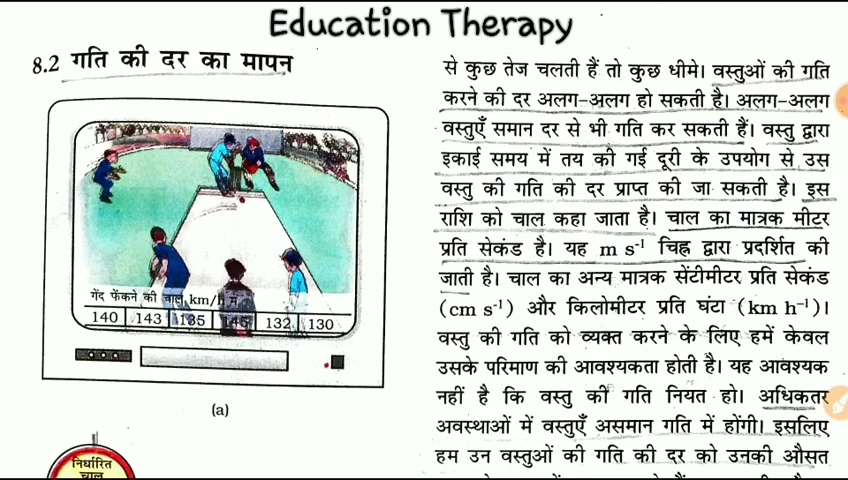 Education Therapy
8.2 गति की दर का मापन
गेंद फेंकने की चाल km/h में
140 143 135 145 132 130
(a)
निर्धारित
चाल
से कुछ तेज चलती हैं तो कुछ धीमे। वस्तुओं की गति
करने की दर अलग-अलग हो सकती है। अलग-अलग
वस्तुएँ समान दर से भी गति कर सकती हैं। वस्तु द्वारा
इकाई समय में तय की गई दूरी के उपयोग से उस
वस्तु की गति की दर प्राप्त की जा सकती है। इस
राशि को चाल कहा जाता है। चाल का मात्रक मीटर
प्रति सेकंड है। यह m s⁻¹ चिह्न द्वारा प्रदर्शित की
जाती है। चाल का अन्य मात्रक सेंटीमीटर प्रति सेकंड
(cm s⁻¹) और किलोमीटर प्रति घंटा (km h⁻¹)।
वस्तु की गति को व्यक्त करने के लिए हमें केवल
उसके परिमाण की आवश्यकता होती है। यह आवश्यक
नहीं है कि वस्तु की गति नियत हो। अधिकतर
अवस्थाओं में वस्तुएँ असमान गति में होंगी। इसलिए
हम उन वस्तुओं की गति की दर को उनकी औसत